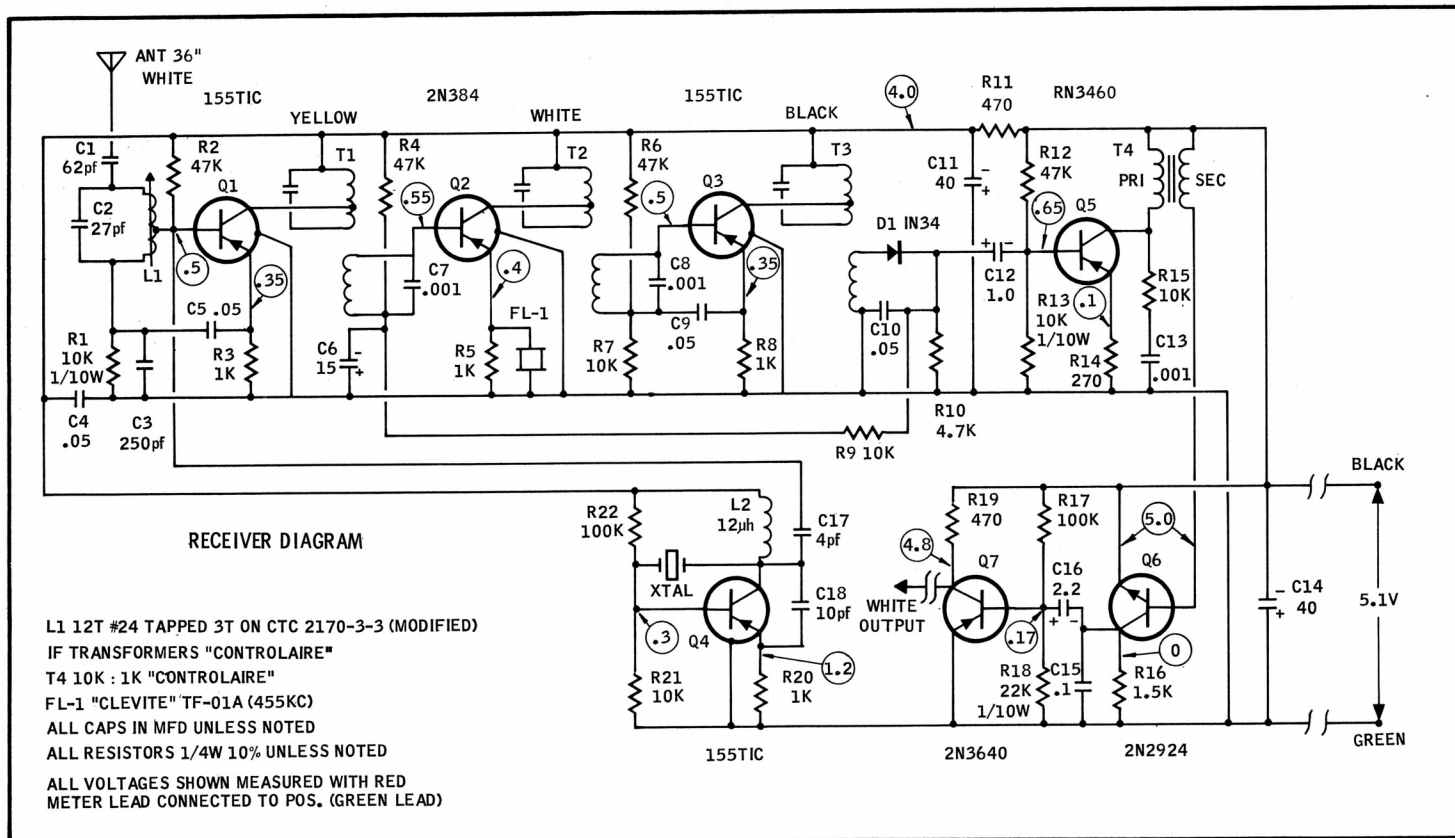 ANT 36"
WHITE
155TIC
2N384
155TIC
RN3460
YELLOW
WHITE
BLACK
4.0
R11
470
C1
62pf
R2
47K
Q1
T1
R4
47K
Q2
T2
R6
47K
Q3
T3
C11
40
-
+
R12
47K
T4
PRI
SEC
C2
27pf
L1
.5
.35
.55
C7
.001
.4
FL-1
.5
C8
.001
.35
D1 IN34
+
-
C12
1.0
.65
Q5
R15
10K
C5 .05
C9
.05
C10
.05
R13
10K
1/10W
.1
R14
270
C13
.001
R1
10K
1/10W
R3
1K
C6
15
-
+
R5
1K
R7
10K
R8
1K
C4
.05
C3
250pf
R10
4.7K
R9 10K
BLACK
RECEIVER DIAGRAM
R22
100K
L2
12µh
C17
4pf
R19
470
R17
100K
5.0
4.8
Q7
C16
2.2
Q6
C14
40
-
+
5.1V
XTAL
C18
10pf
WHITE
OUTPUT
+
-
.3
Q4
.17
0
1.2
R21
10K
R20
1K
R18
22K
1/10W
C15
.1
R16
1.5K
GREEN
155TIC
2N3640
2N2924
L1 12T #24 TAPPED 3T ON CTC 2170-3-3 (MODIFIED)
IF TRANSFORMERS "CONTROLAIRE"
T4 10K : 1K "CONTROLAIRE"
FL-1 "CLEVITE" TF-01A (455KC)
ALL CAPS IN MFD UNLESS NOTED
ALL RESISTORS 1/4W 10% UNLESS NOTED
ALL VOLTAGES SHOWN MEASURED WITH RED
METER LEAD CONNECTED TO POS. (GREEN LEAD)